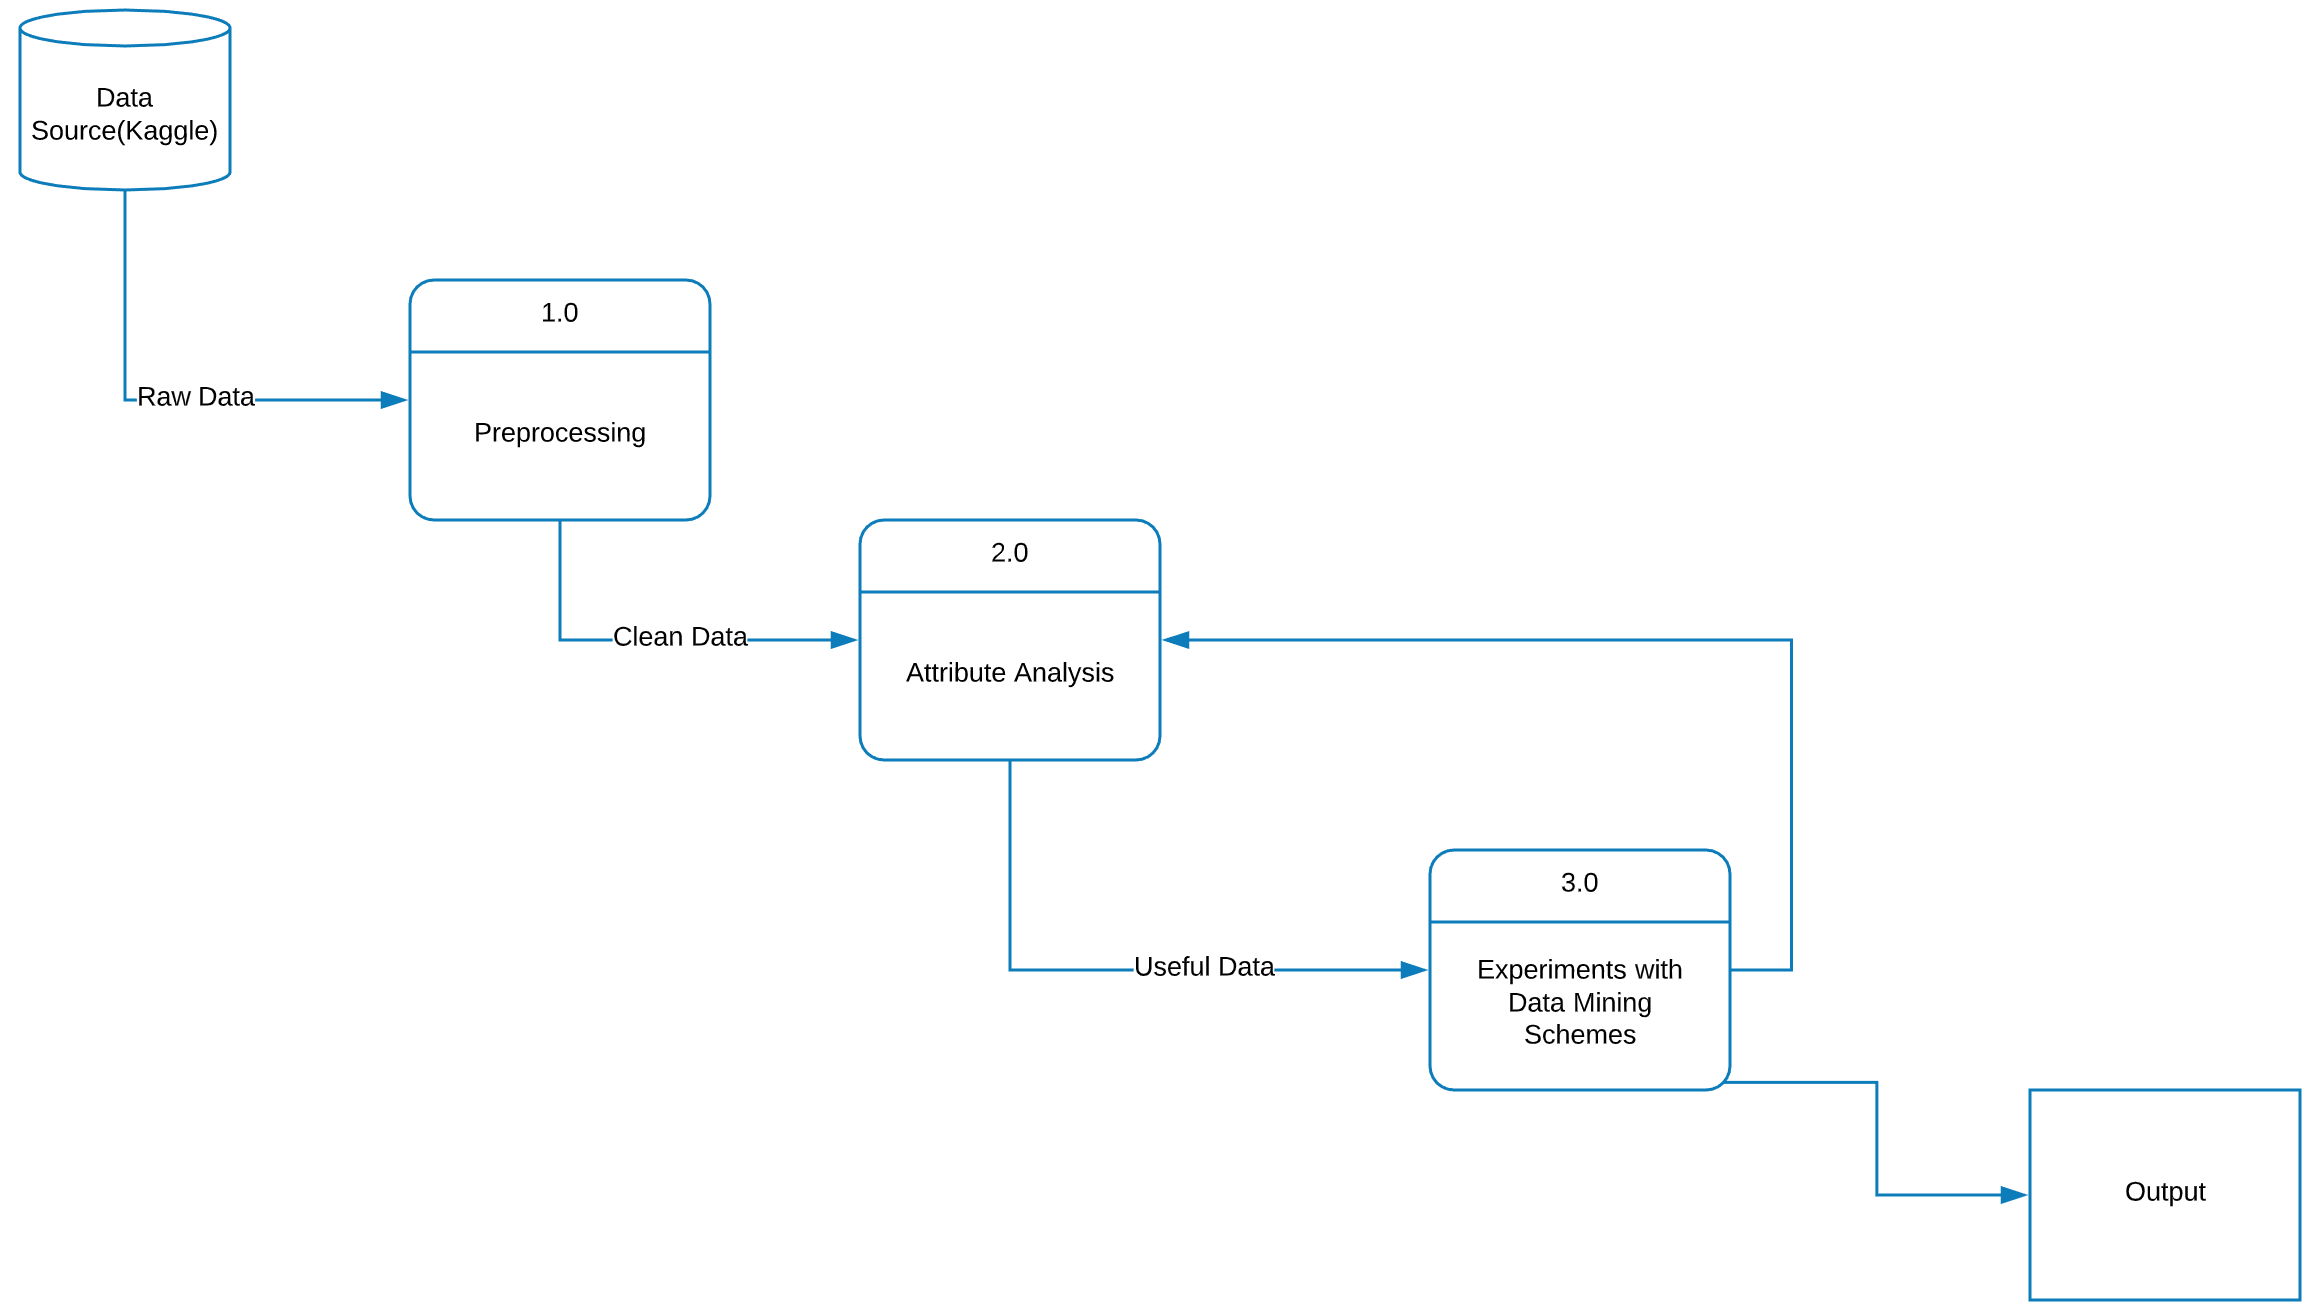 Data
Source(Kaggle)
1.0
Raw Data
Preprocessing
2.0
Clean Data
Attribute Analysis
3.0
Useful Data
Experiments with
Data Mining
Schemes
Output